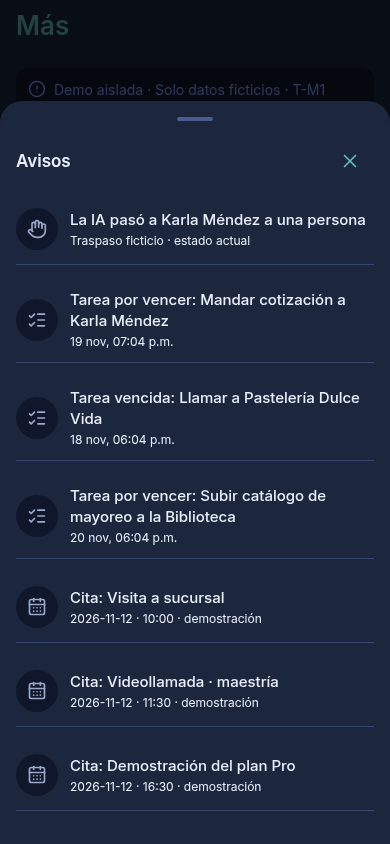 Más
Demo aislada · Solo datos ficticios · T-M1
Avisos
La IA pasó a Karla Méndez a una persona
Traspaso ficticio · estado actual
Tarea por vencer: Mandar cotización a
Karla Méndez
19 nov, 07:04 p.m.
Tarea vencida: Llamar a Pastelería Dulce
Vida
18 nov, 06:04 p.m.
Tarea por vencer: Subir catálogo de
mayoreo a la Biblioteca
20 nov, 06:04 p.m.
Cita: Visita a sucursal
2026-11-12 · 10:00 · demostración
Cita: Videollamada · maestría
2026-11-12 · 11:30 · demostración
Cita: Demostración del plan Pro
2026-11-12 · 16:30 · demostración